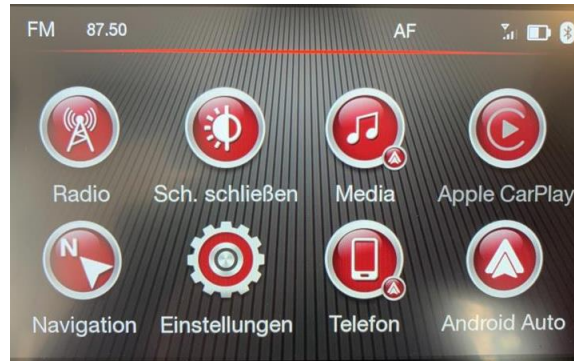 FM 87.50 AF
Radio Sch. schließen Media Apple CarPlay
N
Navigation Einstellungen Telefon Android Auto